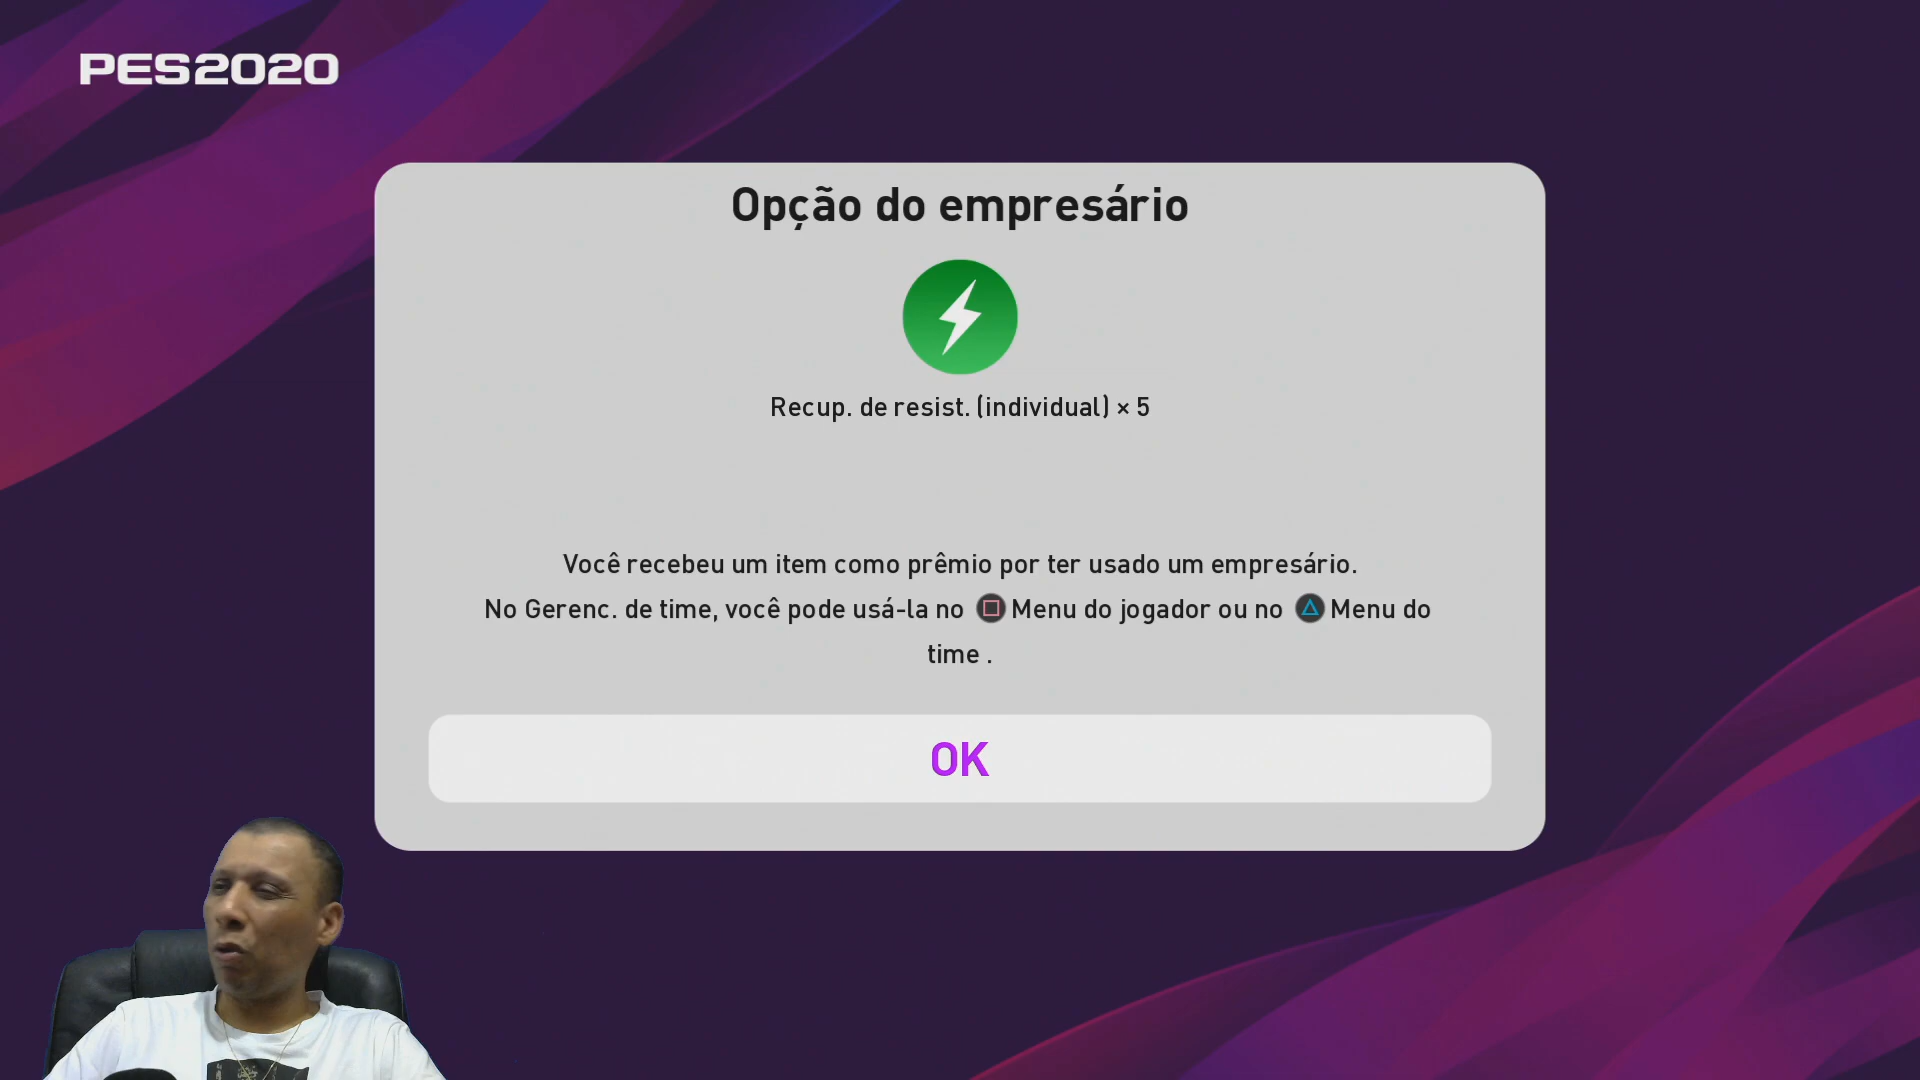 PES2020
Opção do empresário
Recup. de resist. (individual) × 5
Você recebeu um item como prêmio por ter usado um empresário.
No Gerenc. de time, você pode usá-la no Menu do jogador ou no Menu do
time .
OK